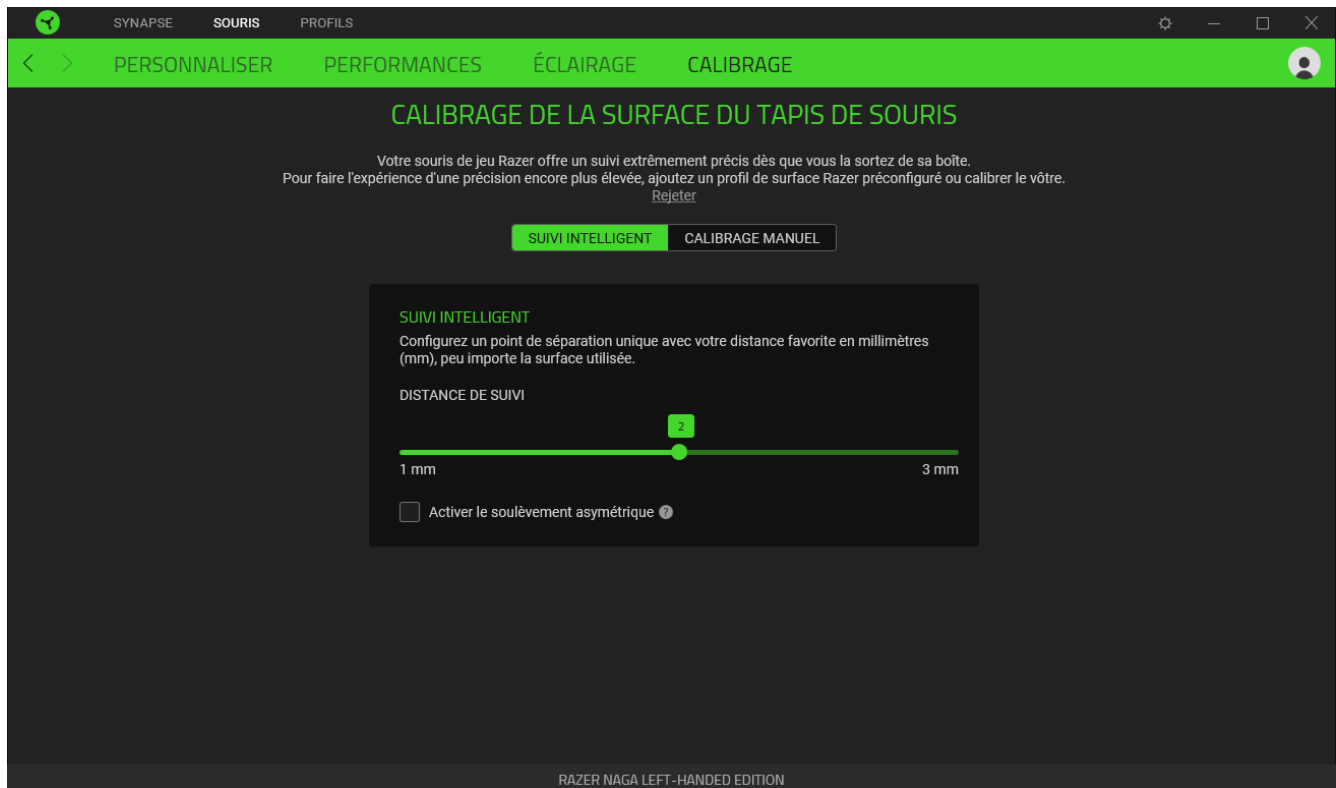 SYNAPSE SOURIS PROFILS
PERSONNALISER PERFORMANCES ÉCLAIRAGE CALIBRAGE
CALIBRAGE DE LA SURFACE DU TAPIS DE SOURIS
Votre souris de jeu Razer offre un suivi extrêmement précis dès que vous la sortez de sa boîte.
Pour faire l'expérience d'une précision encore plus élevée, ajoutez un profil de surface Razer préconfiguré ou calibrer le vôtre.
Rejeter
SUIVI INTELLIGENT CALIBRAGE MANUEL
SUIVI INTELLIGENT
Configurez un point de séparation unique avec votre distance favorite en millimètres
(mm), peu importe la surface utilisée.
DISTANCE DE SUIVI
2
1 mm 3 mm
Activer le soulèvement asymétrique ?
RAZER NAGA LEFT-HANDED EDITION